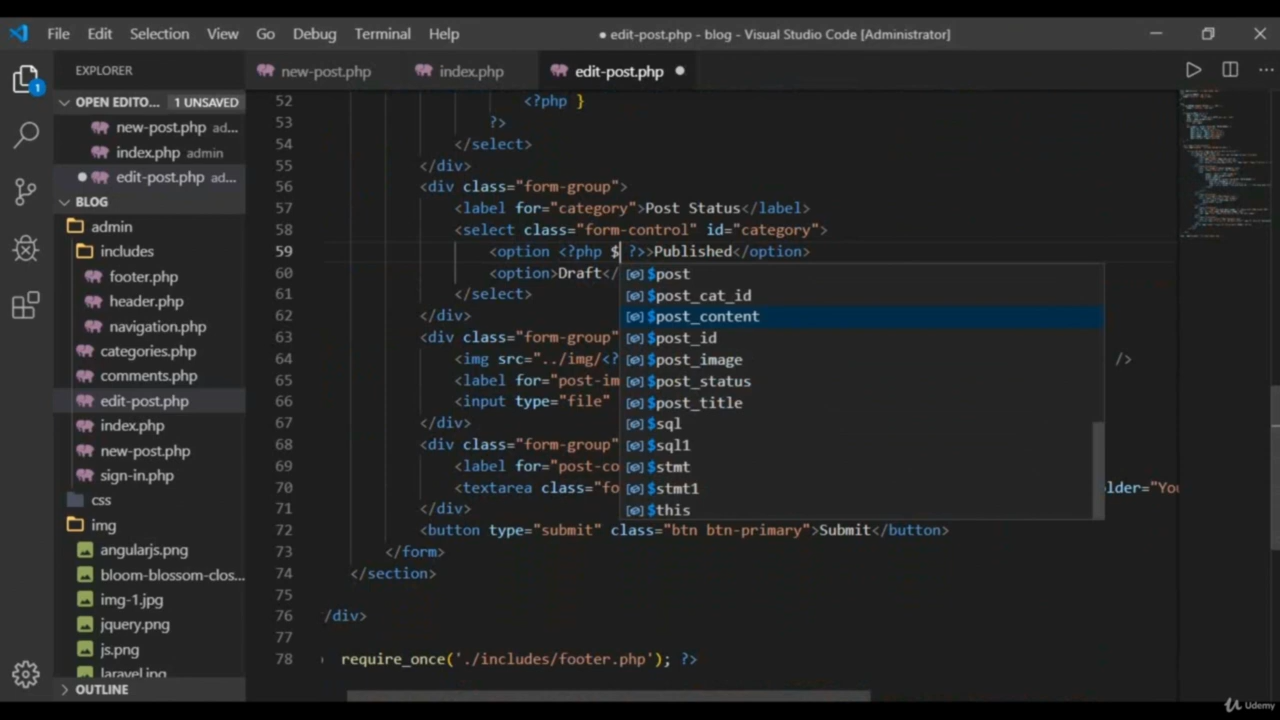 File Edit Selection View Go Debug Terminal Help ● edit-post.php - blog - Visual Studio Code [Administrator]
EXPLORER
new-post.php index.php edit-post.php ●
1
OPEN EDITO... 1 UNSAVED
new-post.php ad...
index.php admin
● edit-post.php ad...
BLOG
admin
includes
footer.php
header.php
navigation.php
categories.php
comments.php
edit-post.php
index.php
new-post.php
sign-in.php
css
img
angularjs.png
bloom-blossom-clos...
img-1.jpg
jquery.png
js.png
laravel.jpg
OUTLINE
52 <?php }
53 ?>
54 </select>
55 </div>
56 <div class="form-group">
57 <label for="category">Post Status</label>
58 <select class="form-control" id="category">
59 <option <?php $ ?>>Published</option>
60 <option>Draft</
61 </select>
62 </div>
63 <div class="form-group"
64 <img src="../img/<? />
65 <label for="post-im
66 <input type="file"
67 </div>
68 <div class="form-group"
69 <label for="post-co
70 <textarea class="fo lder="You
71 </div>
72 <button type="submit" class="btn btn-primary">Submit</button>
73 </form>
74 </section>
75
76 /div>
77
78 require_once('./includes/footer.php'); ?>
$post
$post_cat_id
$post_content
$post_id
$post_image
$post_status
$post_title
$sql
$sql1
$stmt
$stmt1
$this
Udemy